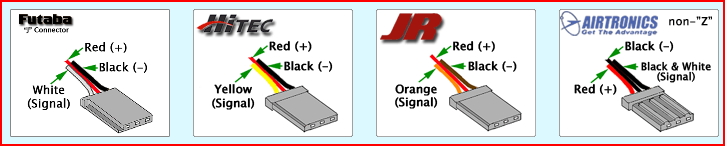 Futaba
"J" Connector
Red (+)
Black (-)
White
(Signal)
HiTEC
Red (+)
Black (-)
Yellow
(Signal)
JR
Red (+)
Black (-)
Orange
(Signal)
AIRTRONICS
Get The Advantage
non-"Z"
Black (-)
Black & White
(Signal)
Red (+)